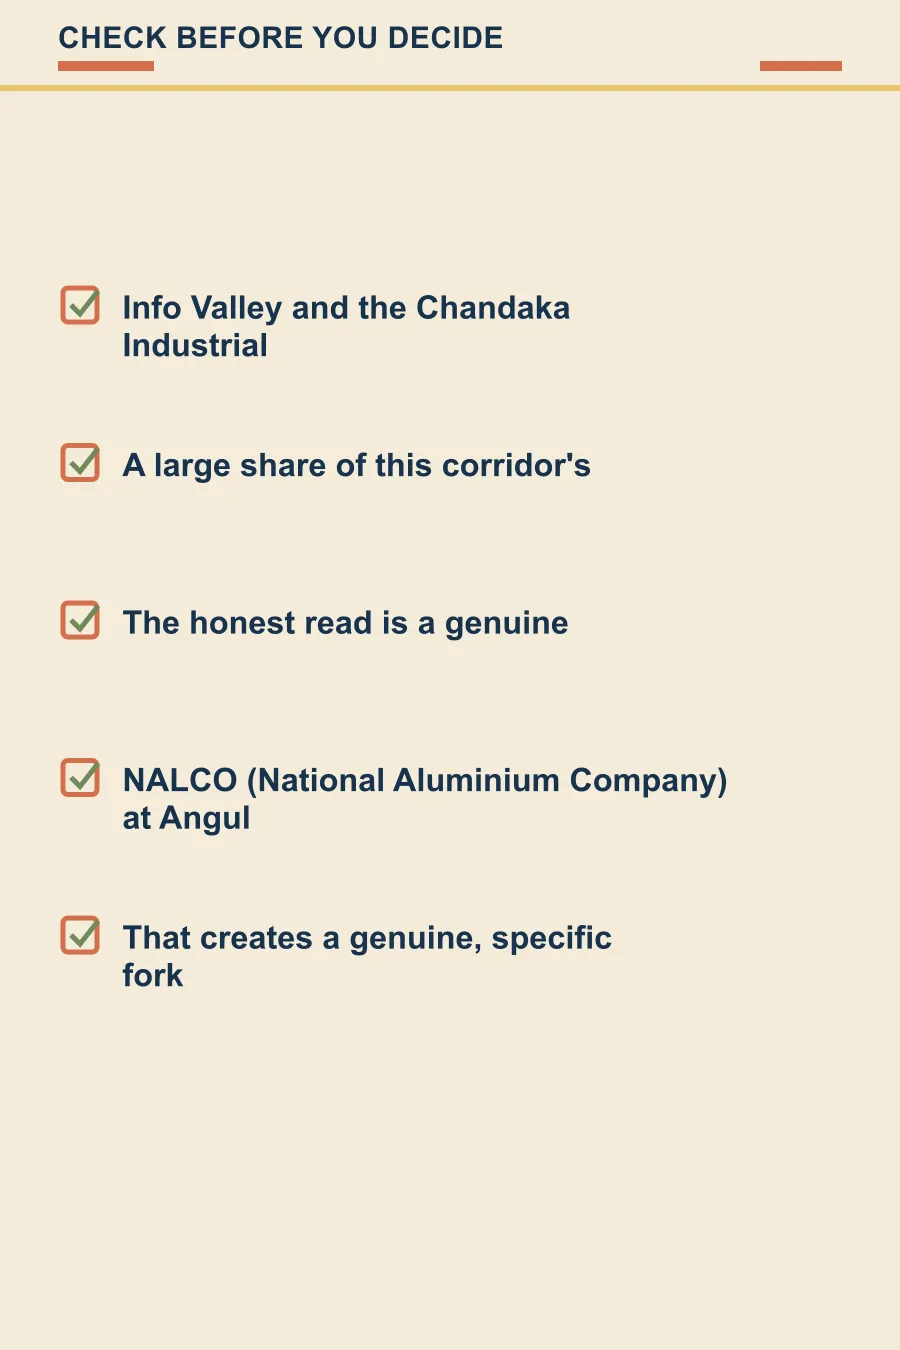 CHECK BEFORE YOU DECIDE
Info Valley and the Chandaka
Industrial
A large share of this corridor's
The honest read is a genuine
NALCO (National Aluminium Company)
at Angul
That creates a genuine, specific
fork